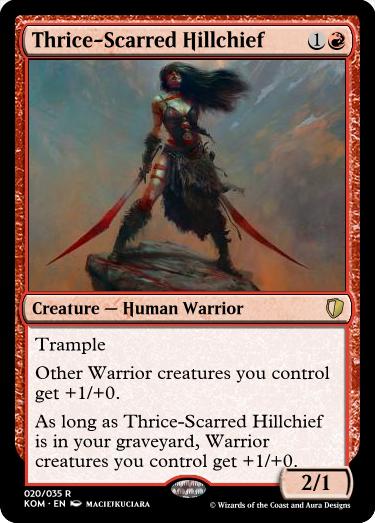 Thrice-Scarred Hillchief 1
Creature — Human Warrior
Trample
Other Warrior creatures you control
get +1/+0.
As long as Thrice-Scarred Hillchief
is in your graveyard, Warrior
creatures you control get +1/+0.
2/1
020/035 R
KOM • EN MACIEJKUCIARA © Wizards of the Coast and Aura Designs